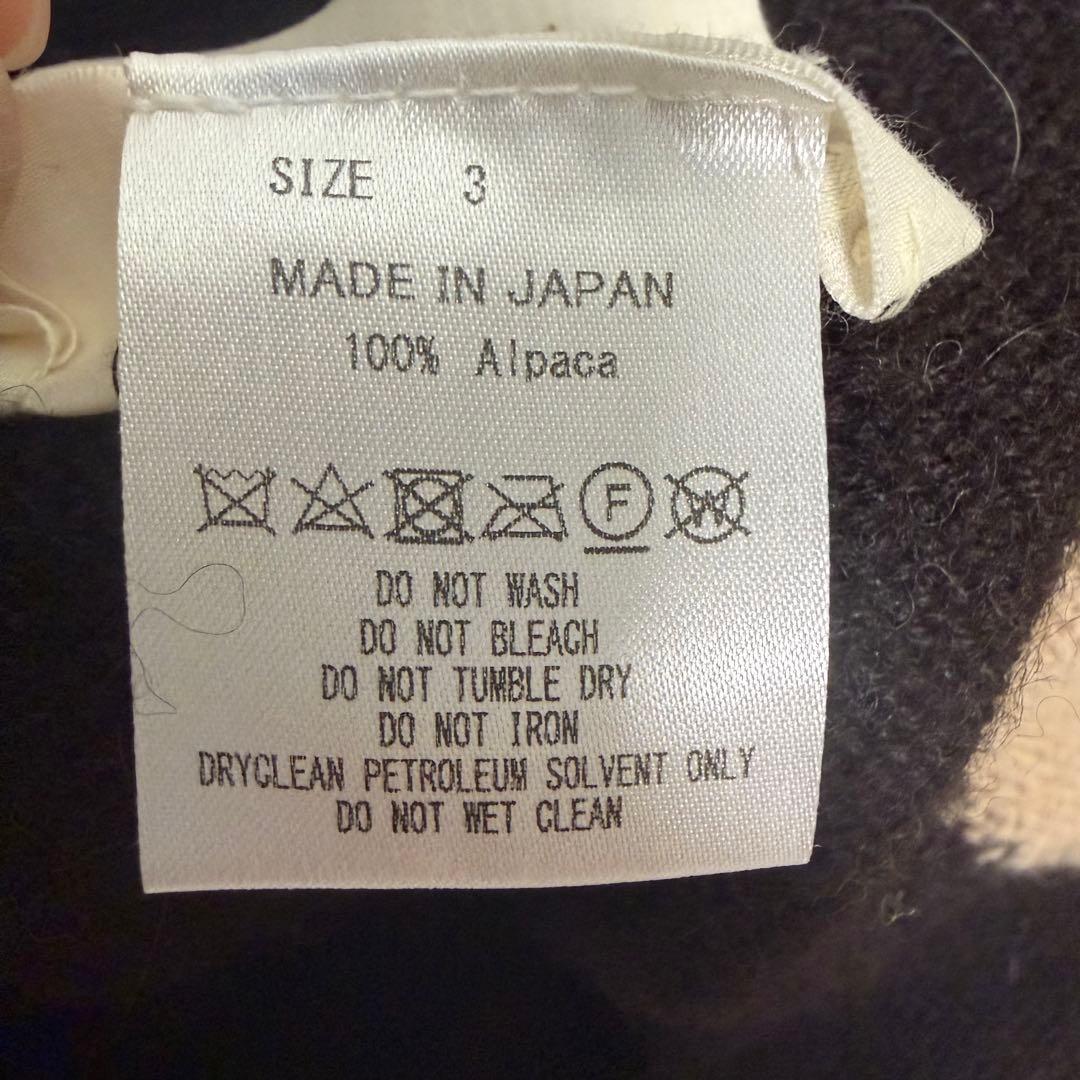 SIZE 3
MADE IN JAPAN
100% Alpaca
F W
DO NOT WASH
DO NOT BLEACH
DO NOT TUMBLE DRY
DO NOT IRON
DRYCLEAN PETROLEUM SOLVENT ONLY
DO NOT WET CLEAN